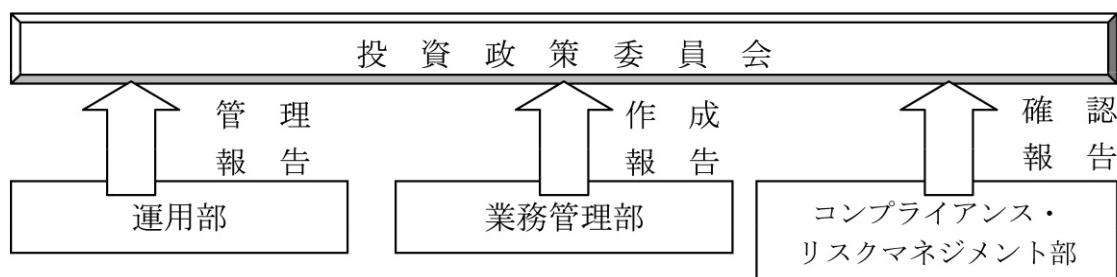 投資政策委員会
管理
報告
作成
報告
確認
報告
運用部
業務管理部
コンプライアンス・
リスクマネジメント部